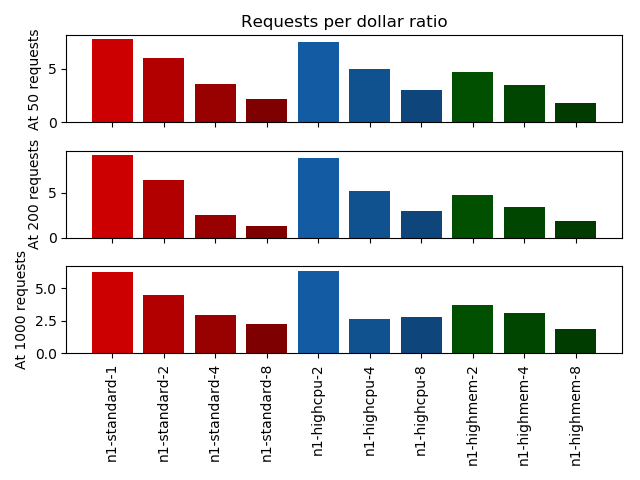 Requests per dollar ratio
At 50 requests
5
0
At 200 requests
5
0
At 1000 requests
5.0
2.5
0.0
n1-standard-1
n1-standard-2
n1-standard-4
n1-standard-8
n1-highcpu-2
n1-highcpu-4
n1-highcpu-8
n1-highmem-2
n1-highmem-4
n1-highmem-8